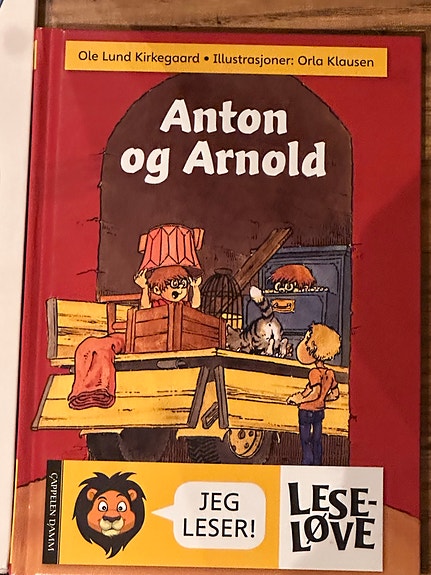 Ole Lund Kirkegaard • Illustrasjoner: Orla Klausen
Anton
og Arnold
CAPPELEN DAMM
JEG
LESER!
LESE-
LØVE